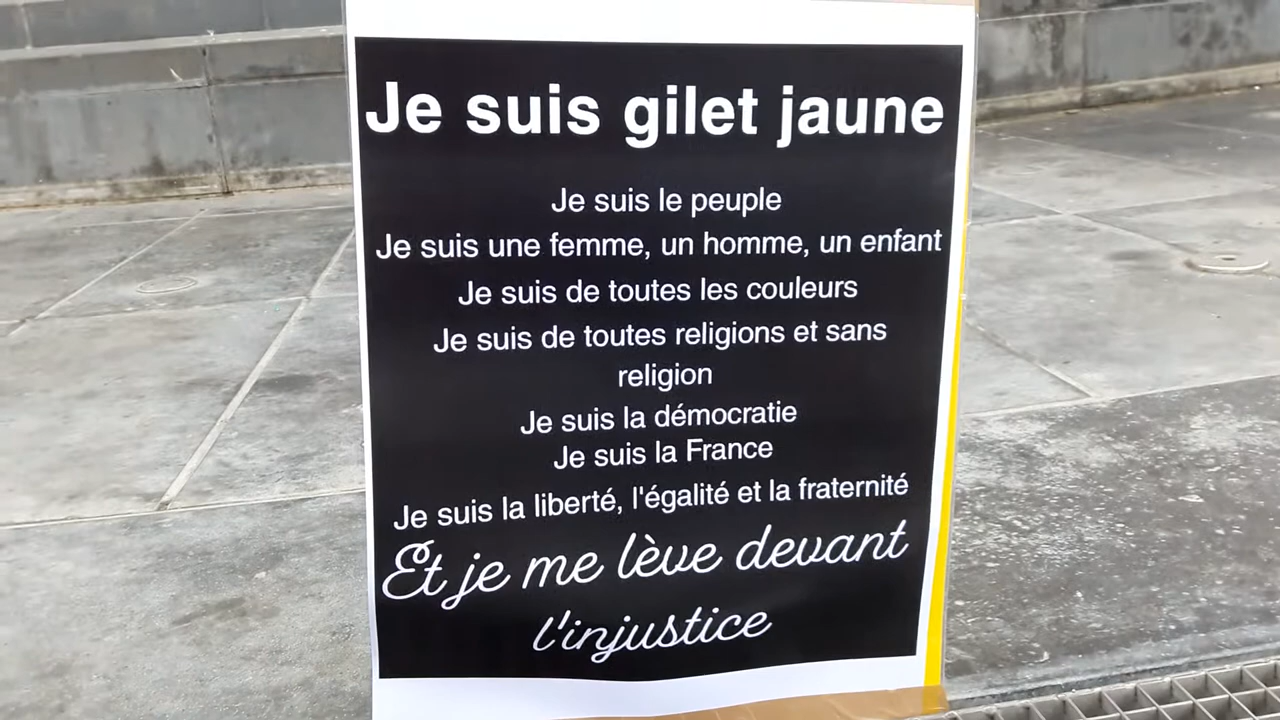 Je suis gilet jaune
Je suis le peuple
Je suis une femme, un homme, un enfant
Je suis de toutes les couleurs
Je suis de toutes religions et sans
religion
Je suis la démocratie
Je suis la France
Je suis la liberté, l'égalité et la fraternité
Et je me lève devant
l'injustice